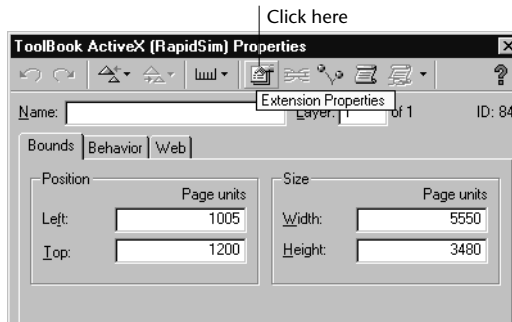 Click here
ToolBook ActiveX (RapidSim) Properties
Extension Properties
Name: Layer: 1 of 1 ID: 84
Bounds Behavior Web
Position Size
Page units Page units
Left: 1005 Width: 5550
Top: 1200 Height: 3480